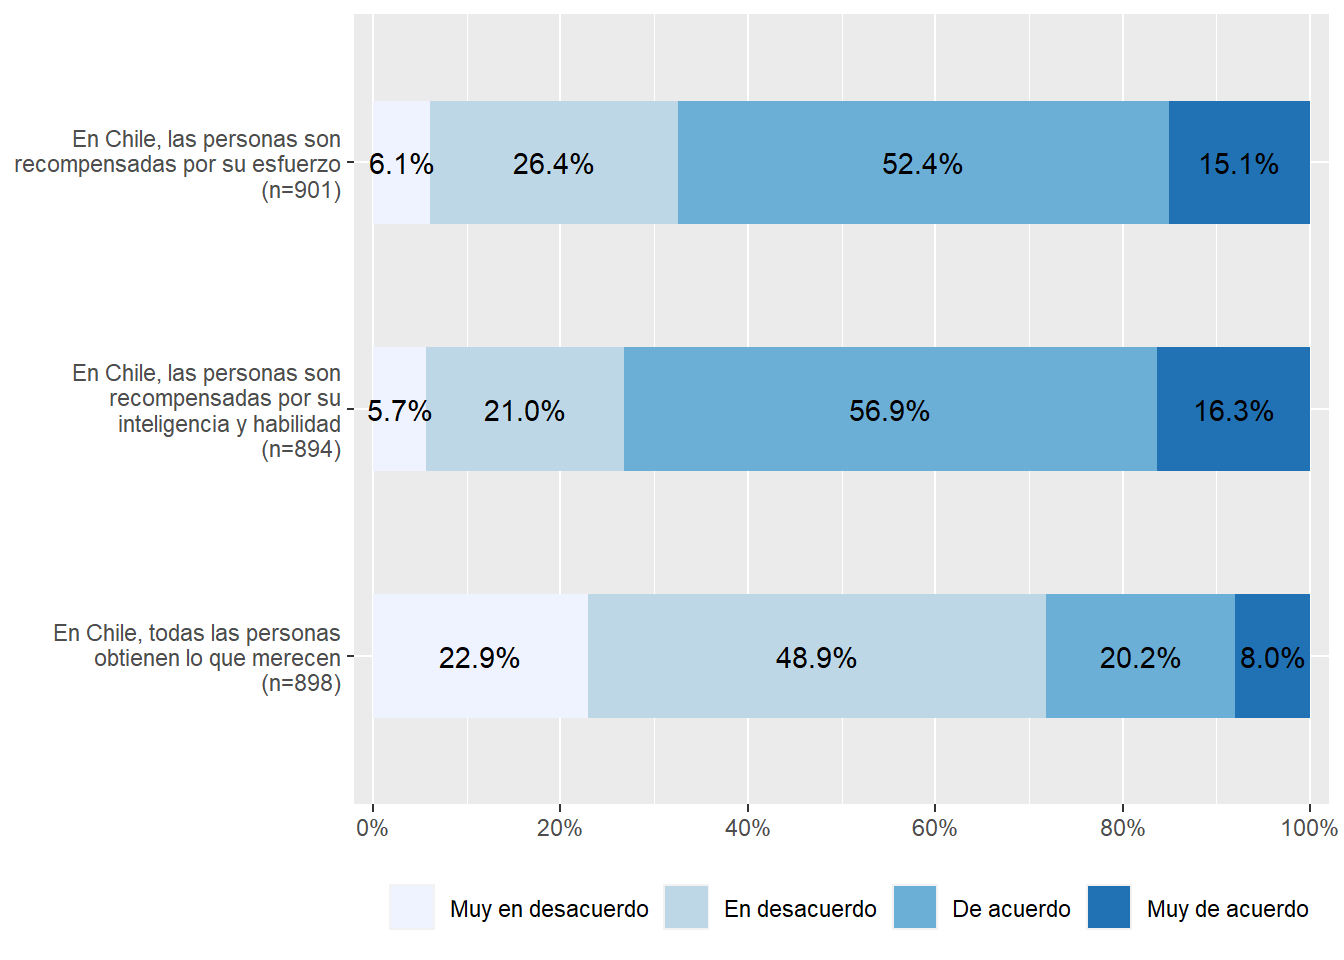 En Chile, las personas son
recompensadas por su esfuerzo
(n=901)
6.1% 26.4% 52.4% 15.1%
En Chile, las personas son
recompensadas por su
inteligencia y habilidad
(n=894)
5.7% 21.0% 56.9% 16.3%
En Chile, todas las personas
obtienen lo que merecen
(n=898)
22.9% 48.9% 20.2% 8.0%
0% 20% 40% 60% 80% 100%
Muy en desacuerdo En desacuerdo De acuerdo Muy de acuerdo